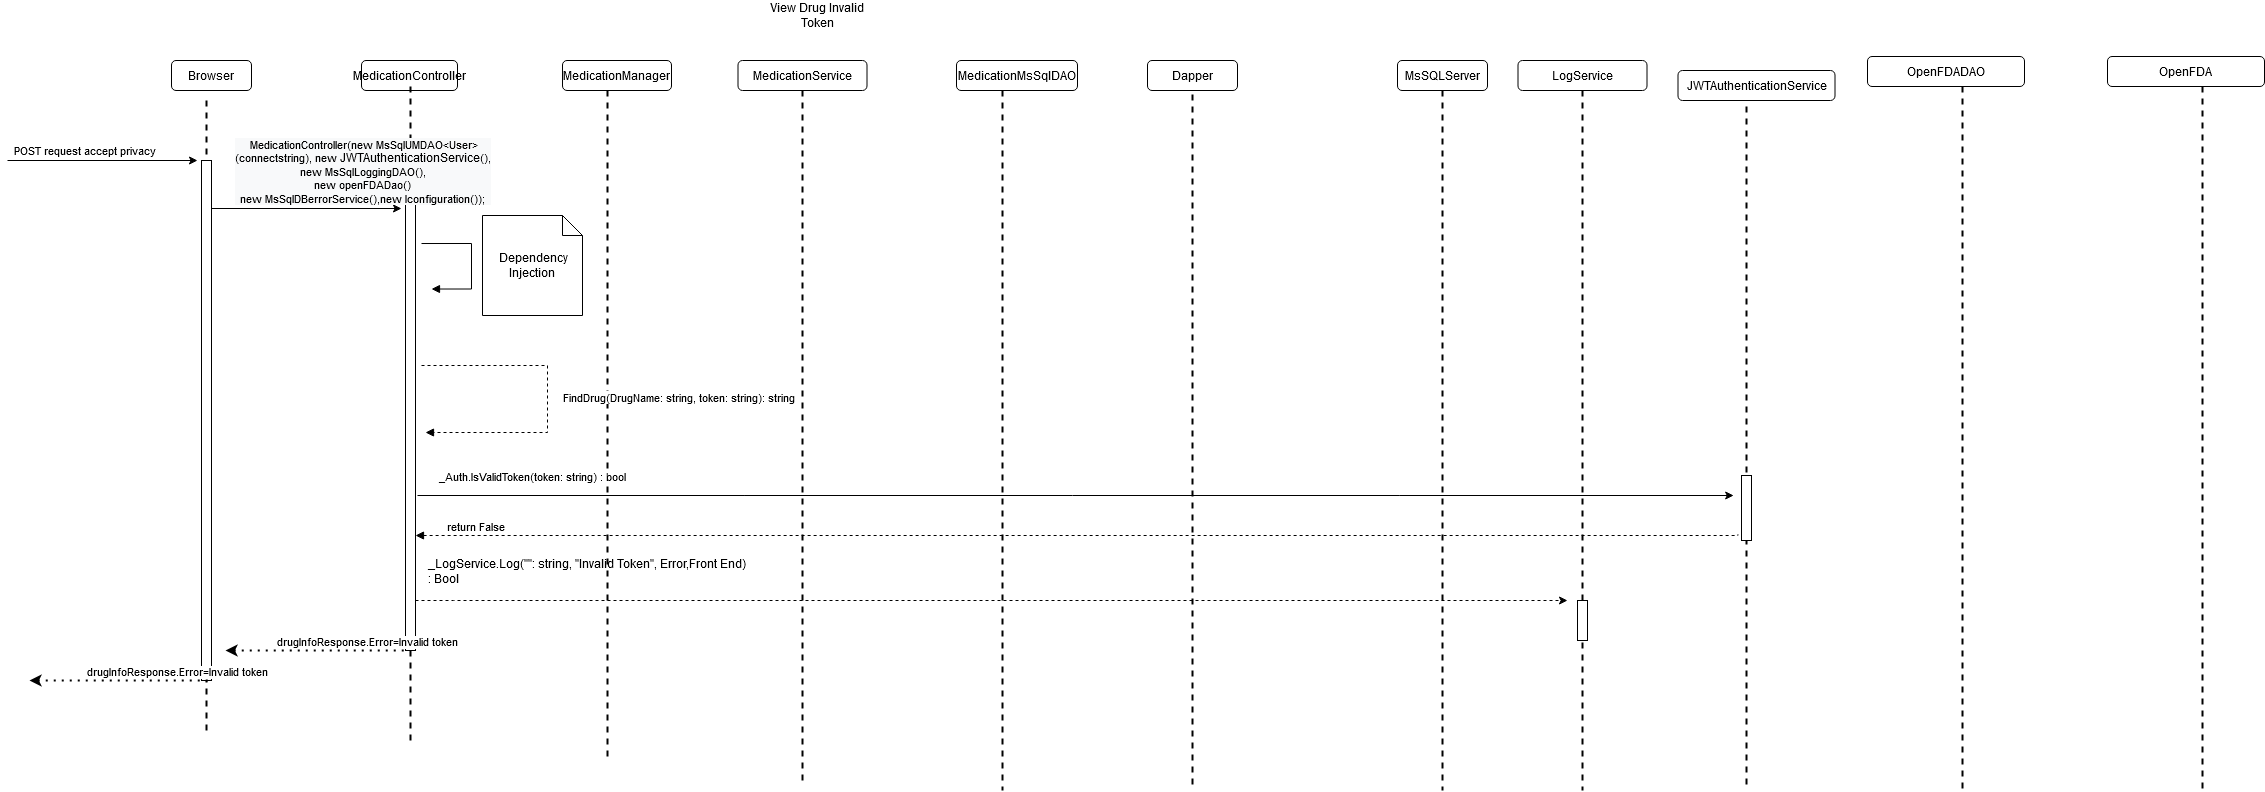 View Drug Invalid
Token
Browser
MedicationController
MedicationManager
MedicationService
MedicationMsSqlDAO
Dapper
MsSQLServer
LogService
JWTAuthenticationService
OpenFDADAO
OpenFDA
POST request accept privacy
MedicationController(new MsSqlUMDAO<User>
(connectstring), new JWTAuthenticationService(),
new MsSqlLoggingDAO(),
new openFDADao()
new MsSqlDBerrorService(),new Iconfiguration());
Dependency
Injection
FindDrug(DrugName: string, token: string): string
_Auth.IsValidToken(token: string) : bool
return False
_LogService.Log("": string, "Invalid Token", Error,Front End)
: Bool
drugInfoResponse.Error=Invalid token
drugInfoResponse.Error=Invalid token